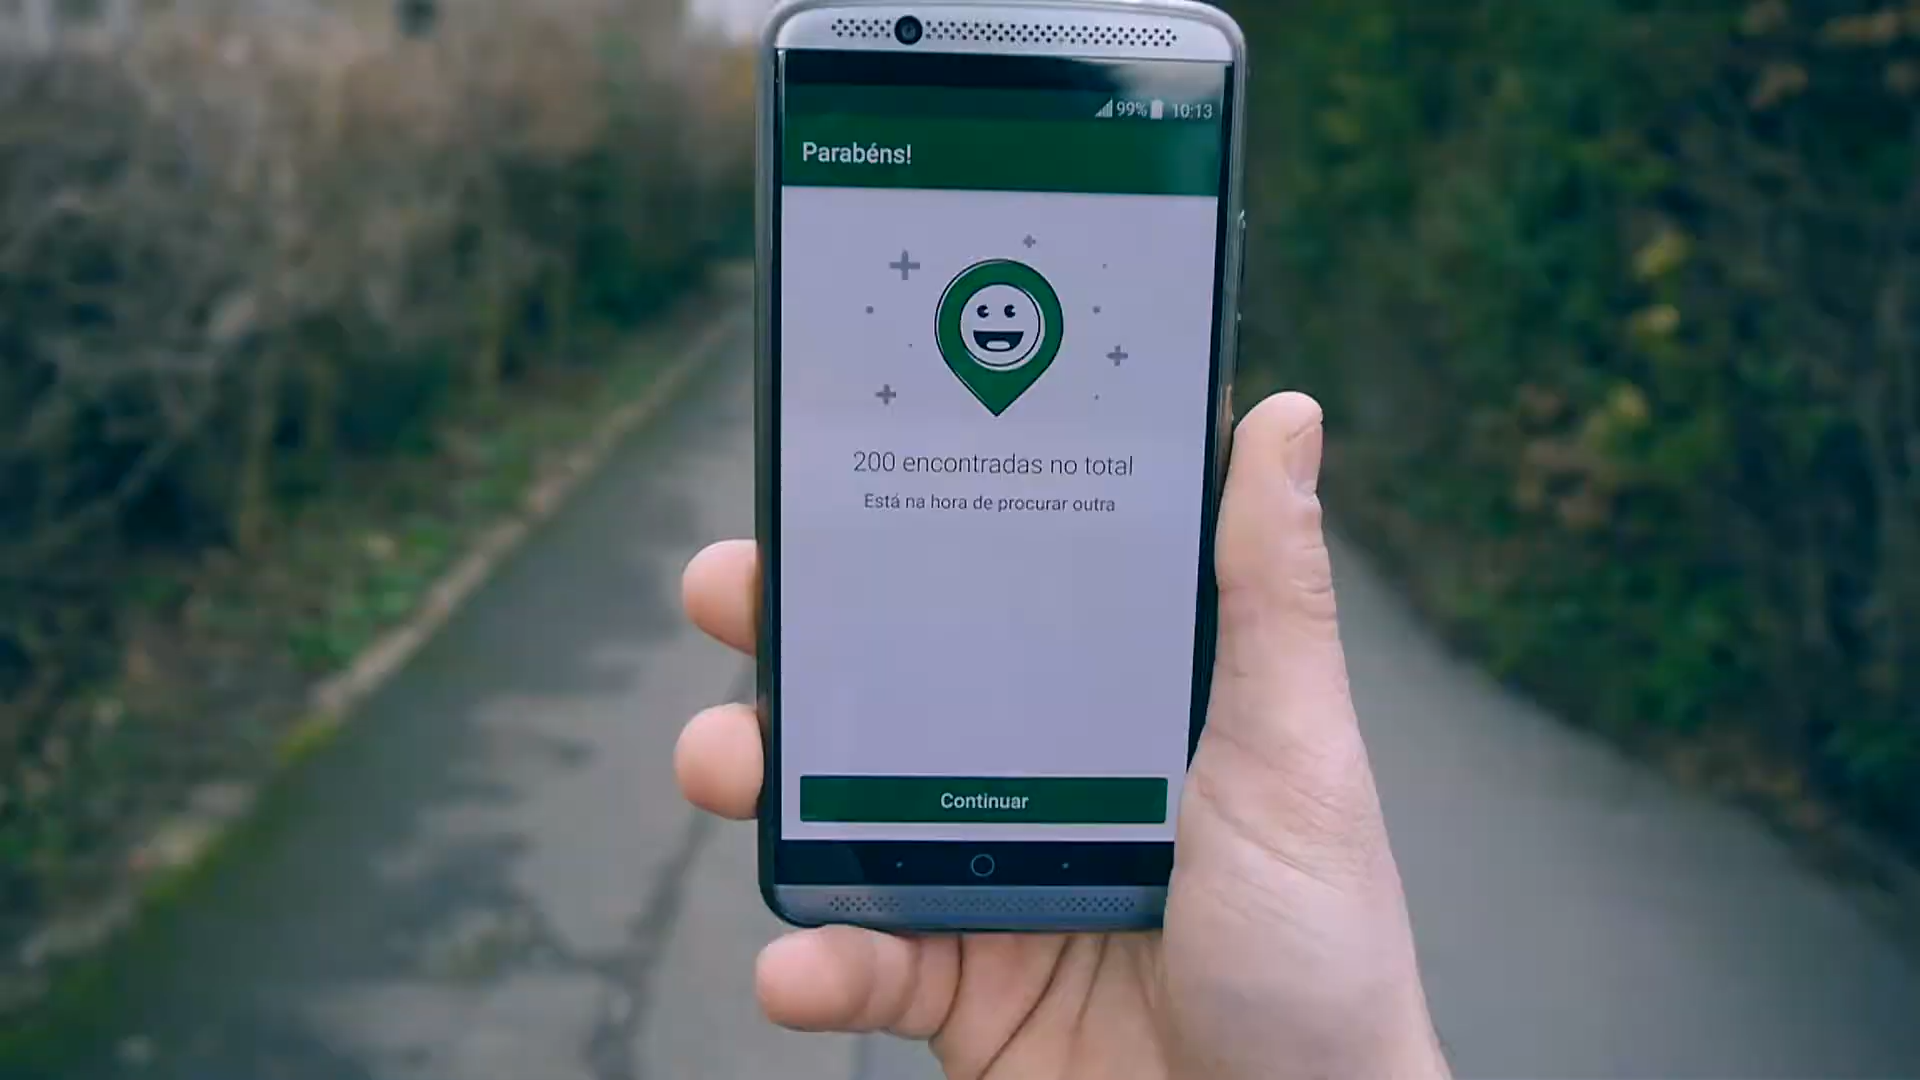 99% 10:13
Parabéns!
200 encontradas no total
Está na hora de procurar outra
Continuar